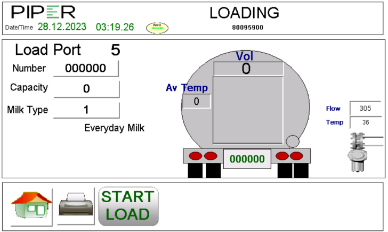 PIPER
LOADING
Date/Time 28.12.2023 03:19.26
80095900
Load Port 5
Vol
0
Number 000000
Capacity 0
Av Temp
0
Milk Type 1
Everyday Milk
Flow 305
Temp 36
000000
START
LOAD